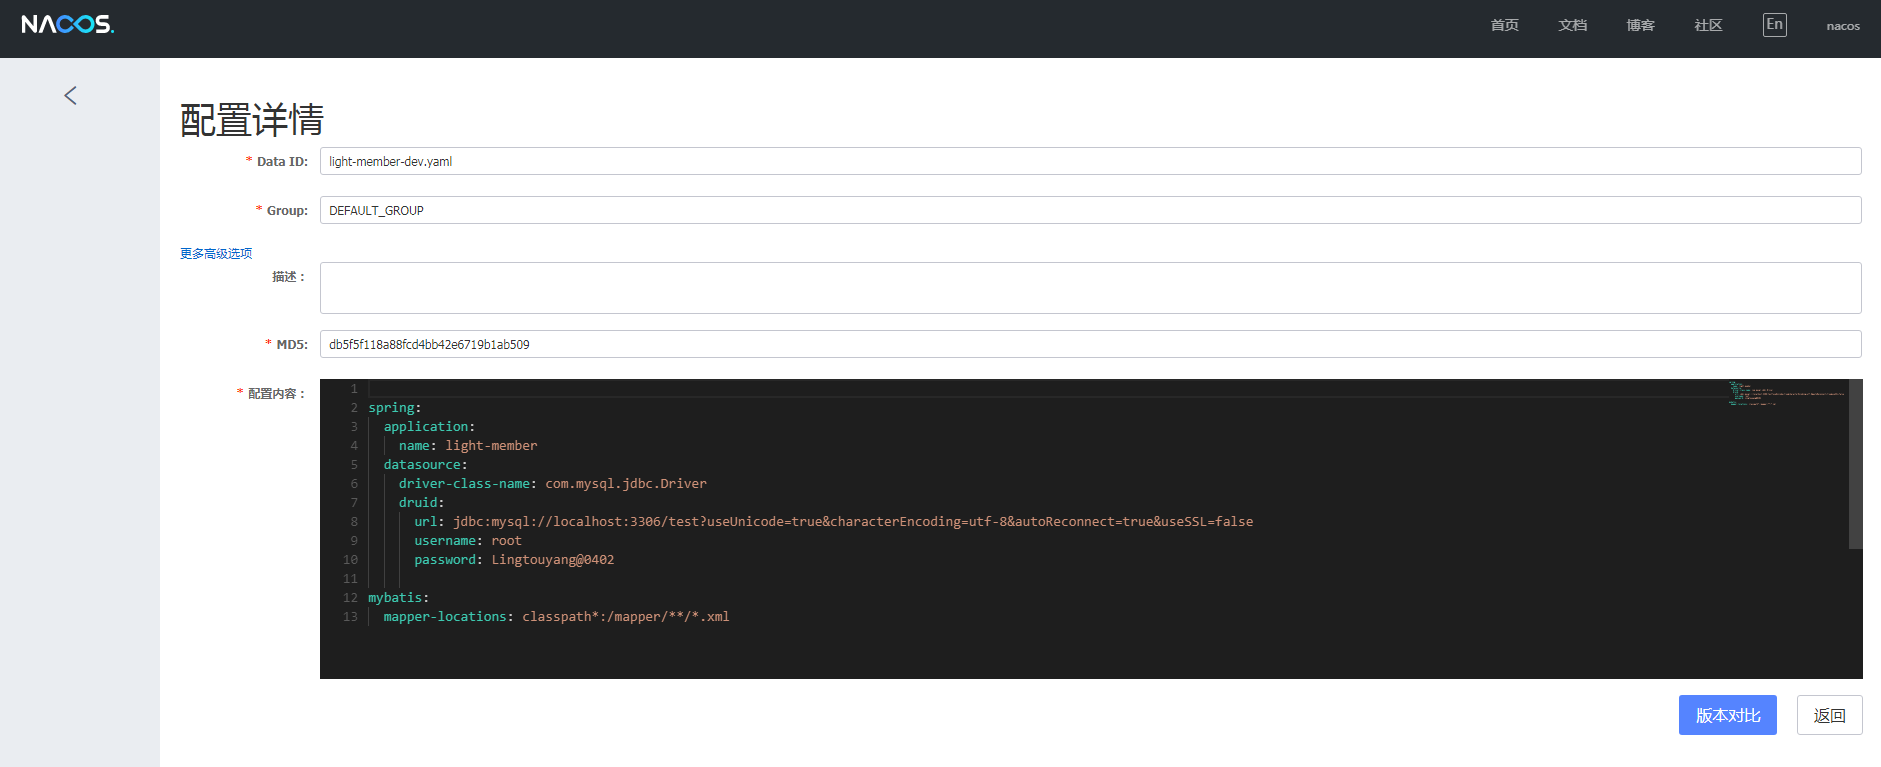 NACOS.
首页 文档 博客 社区 En nacos
配置详情
* Data ID: light-member-dev.yaml
* Group: DEFAULT_GROUP
更多高级选项
描述：
* MD5: db5f5f118a88fcd4bb42e6719b1ab509
* 配置内容：
1
2 spring:
3 application:
4 name: light-member
5 datasource:
6 driver-class-name: com.mysql.jdbc.Driver
7 druid:
8 url: jdbc:mysql://localhost:3306/test?useUnicode=true&characterEncoding=utf-8&autoReconnect=true&useSSL=false
9 username: root
10 password: Lingtouyang@0402
11
12 mybatis:
13 mapper-locations: classpath*:/mapper/**/*.xml
版本对比 返回